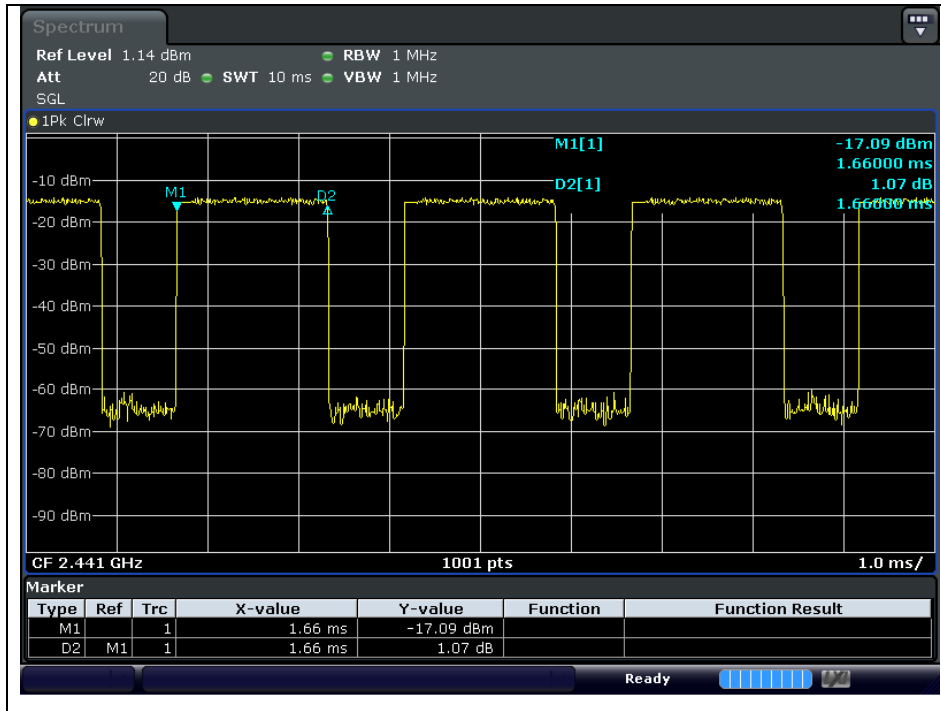 Spectrum
Ref Level 1.14 dBm RBW 1 MHz
Att 20 dB SWT 10 ms VBW 1 MHz
SGL
1Pk Clrw
M1[1] -17.09 dBm
1.66000 ms
D2[1] 1.07 dB
1.66000 ms
M1
D2
-10 dBm
-20 dBm
-30 dBm
-40 dBm
-50 dBm
-60 dBm
-70 dBm
-80 dBm
-90 dBm
CF 2.441 GHz 1001 pts 1.0 ms/
Marker
Type Ref Trc X-value Y-value Function Function Result
M1 1 1.66 ms -17.09 dBm
D2 M1 1 1.66 ms 1.07 dB
Ready